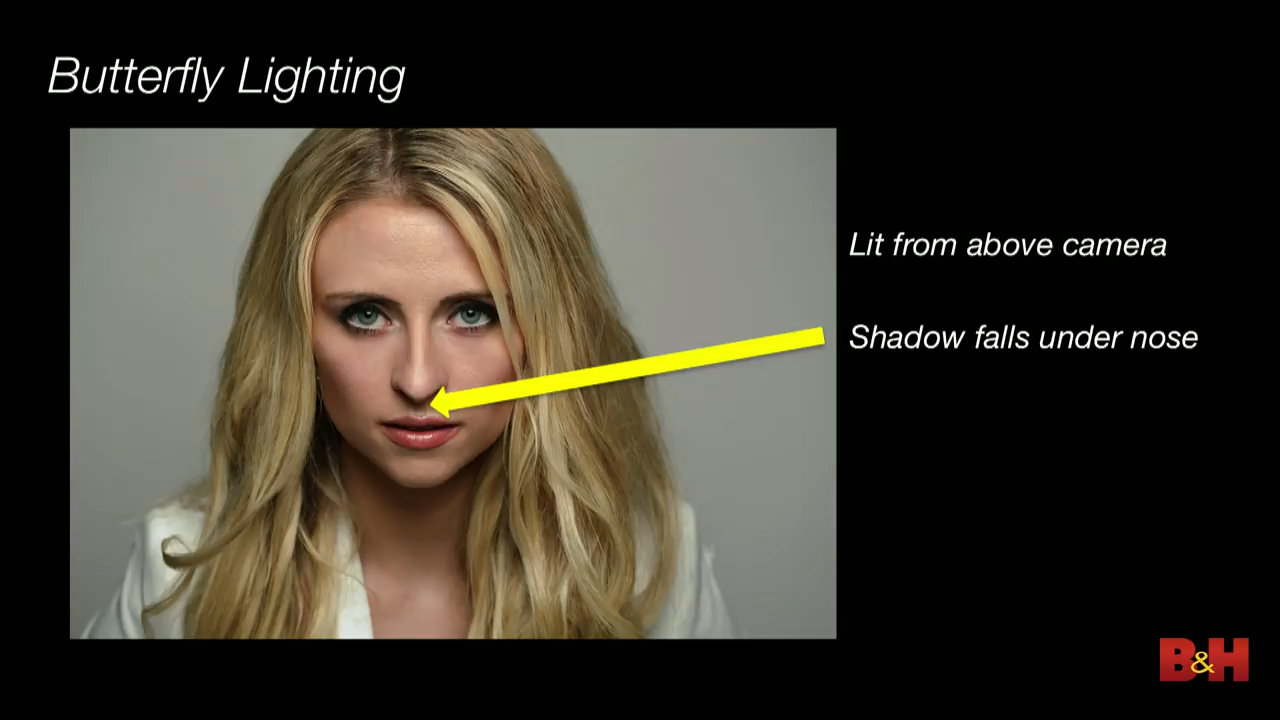 Butterfly Lighting
Lit from above camera
Shadow falls under nose
B&H